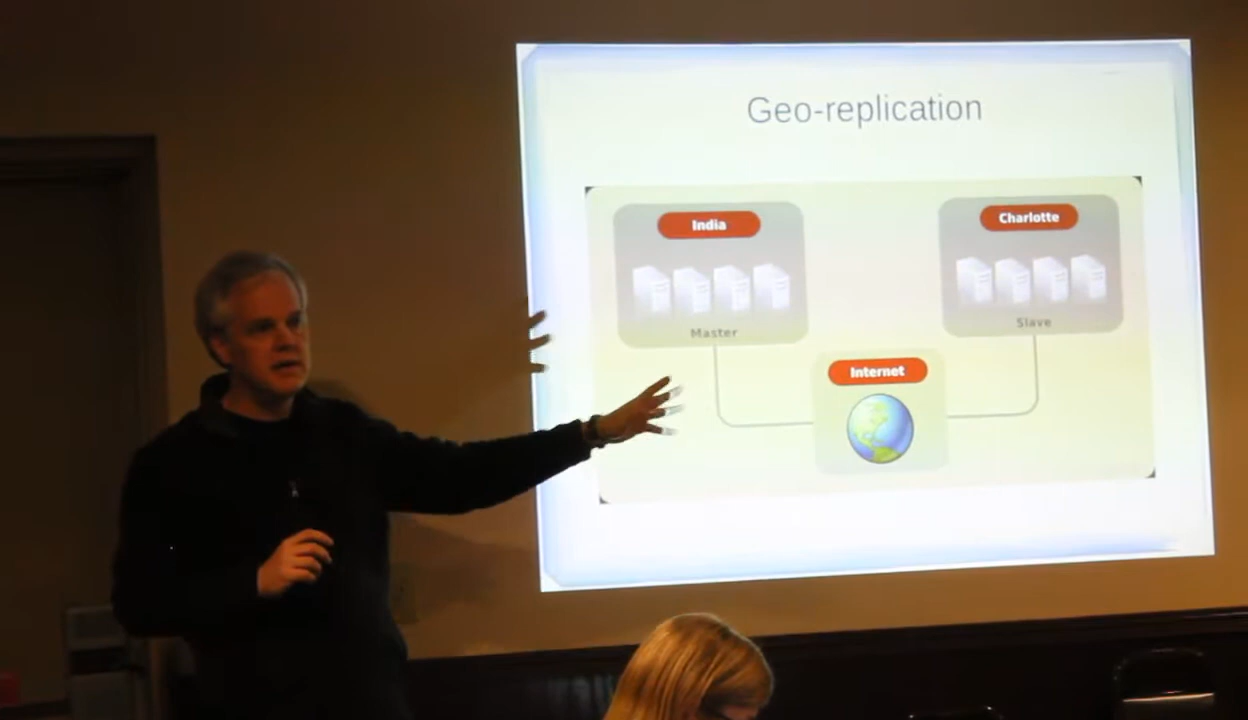 Geo-replication
India
Charlotte
Master
Slave
Internet